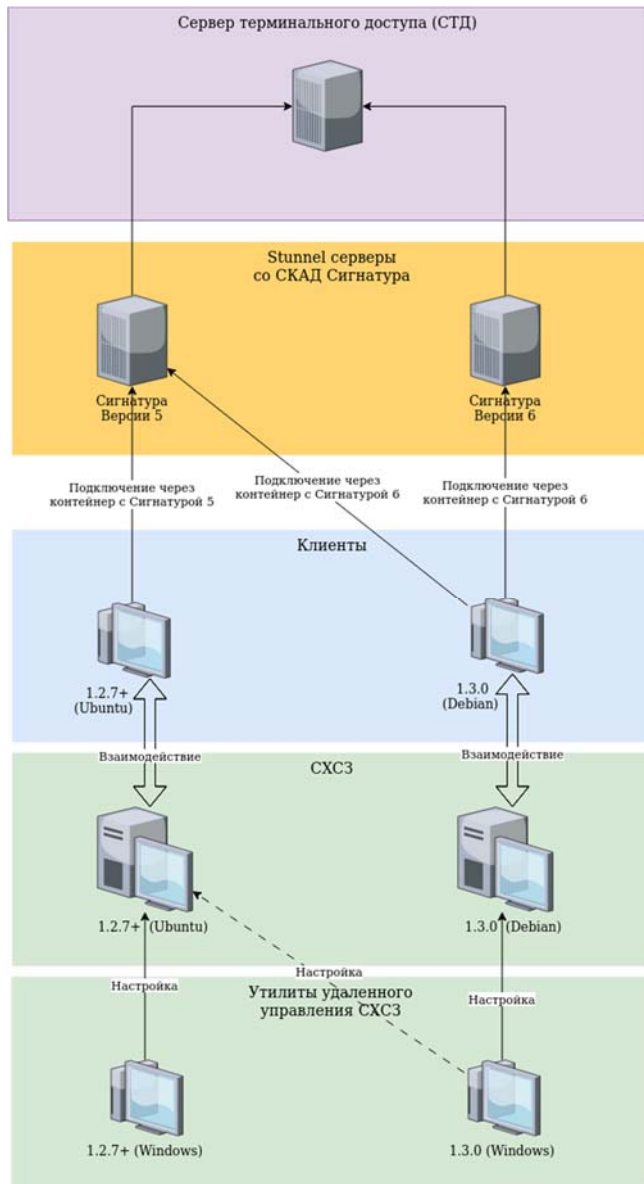 Сервер терминального доступа (СТД)
Stunnel серверы
со СКАД Сигнатура
Сигнатура
Версии 5
Сигнатура
Версии 6
Подключение через
контейнер с Сигнатурой 5
Подключение через
контейнер с Сигнатурой 6
Подключение через
контейнер с Сигнатурой 6
Клиенты
1.2.7+
(Ubuntu)
1.3.0
(Debian)
Взаимодействие
Взаимодействие
СХСЗ
1.2.7+ (Ubuntu)
1.3.0 (Debian)
Настройка
Настройка
Настройка
Утилиты удаленного
управления СХСЗ
1.2.7+ (Windows)
1.3.0 (Windows)